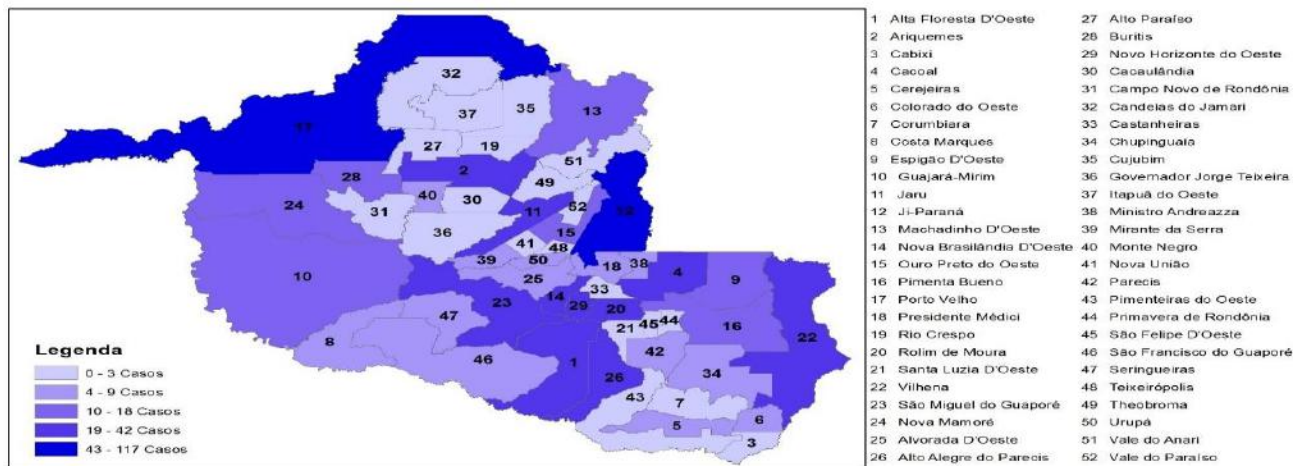 32
35
13
37
17
27
19
51
2
28
49
40
30
24
52
11
12
31
36
15
41
48
39
50
18
38
10
25
4
9
33
14
23
29
20
47
21
45
44
16
22
8
42
46
1
26
34
43
7
6
5
3
Legenda
0 - 3 Casos
4 - 9 Casos
10 - 18 Casos
19 - 42 Casos
43 - 117 Casos
1 Alta Floresta D'Oeste
2 Ariquemes
3 Cabixi
4 Cacoal
5 Cerejeiras
6 Colorado do Oeste
7 Corumbiara
8 Costa Marques
9 Espigão D'Oeste
10 Guajará-Mirim
11 Jaru
12 Ji-Paraná
13 Machadinho D'Oeste
14 Nova Brasilândia D'Oeste
15 Ouro Preto do Oeste
16 Pimenta Bueno
17 Porto Velho
18 Presidente Médici
19 Rio Crespo
20 Rolim de Moura
21 Santa Luzia D'Oeste
22 Vilhena
23 São Miguel do Guaporé
24 Nova Mamoré
25 Alvorada D'Oeste
26 Alto Alegre do Parecis
27 Alto Paraíso
28 Buritis
29 Novo Horizonte do Oeste
30 Cacaulândia
31 Campo Novo de Rondônia
32 Candeias do Jamari
33 Castanheiras
34 Chupinguaia
35 Cujubim
36 Governador Jorge Teixeira
37 Itapuã do Oeste
38 Ministro Andreazza
39 Mirante da Serra
40 Monte Negro
41 Nova União
42 Parecis
43 Pimenteiras do Oeste
44 Primavera de Rondônia
45 São Felipe D'Oeste
46 São Francisco do Guaporé
47 Seringueiras
48 Teixeirópolis
49 Theobroma
50 Urupá
51 Vale do Anari
52 Vale do Paraíso